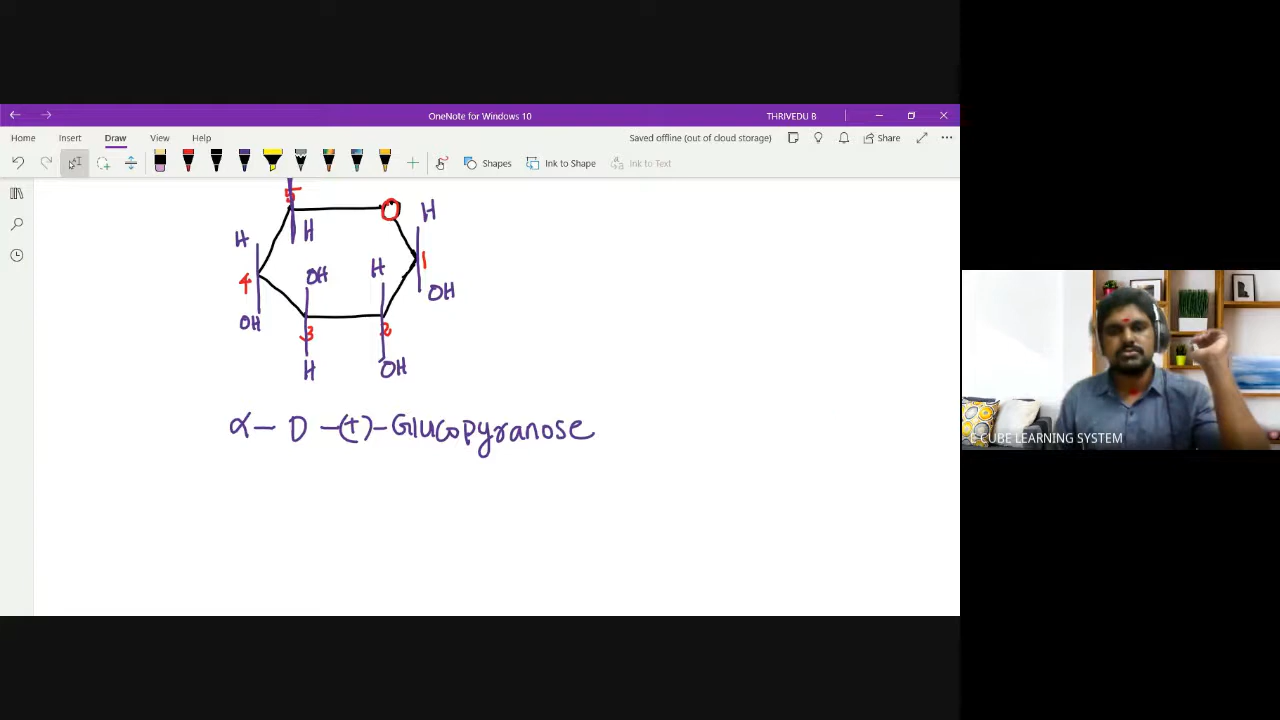 OneNote for Windows 10
THRIVEDU B
Home Insert Draw View Help
Saved offline (out of cloud storage)
Share
Shapes
Ink to Shape
Ink to Text
5
O
H
H
H
4
OH
H
1
OH
OH
3
2
H
OH
α- D -(+)-Glucopyranose
E CUBE LEARNING SYSTEM